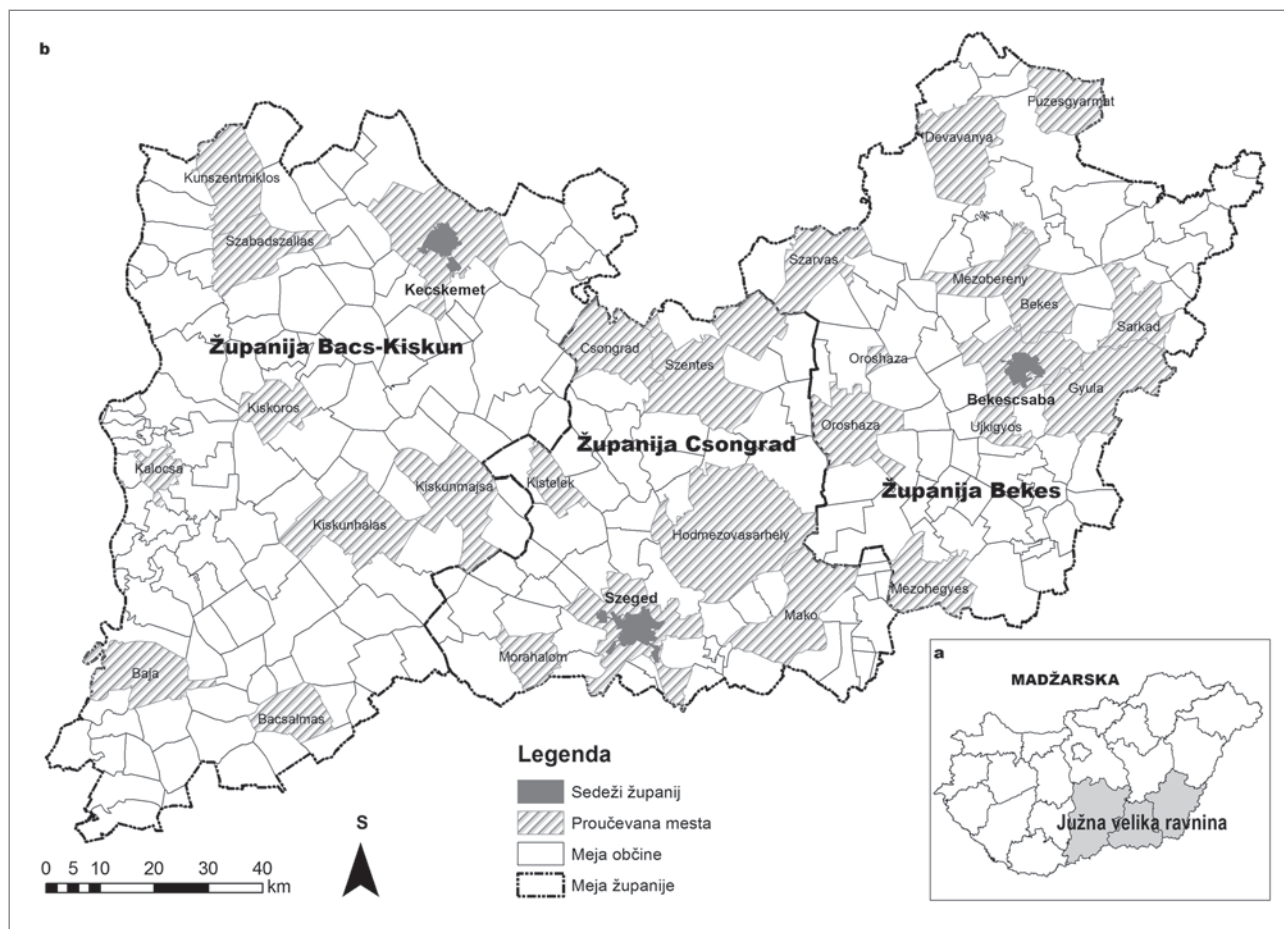 b
Fuzesgyarmat
Devavanya
Kunszentmiklos
Szabadszallas
Szarvas
Kecskemet
Mezobereny
Bekes
Sarkad
Županija Bacs-Kiskun
Csongrad
Szentes
Oroshaza
Gyula
Bekescsaba
Kiskoros
Oroshaza
Ujkigyos
Županija Csongrad
Kalocsa
Kiskunmajsa
Kistelek
Županija Bekes
Kiskunhalas
Hodmezovasarhely
Mezohegyes
Szeged
Mako
Morahalom
Baja
Bacsalmas
a
MADŽARSKA
Južna velika ravnina
Legenda
Sedeži županij
Proučevana mesta
Meja občine
Meja županije
S
0 5 10 20 30 40
km